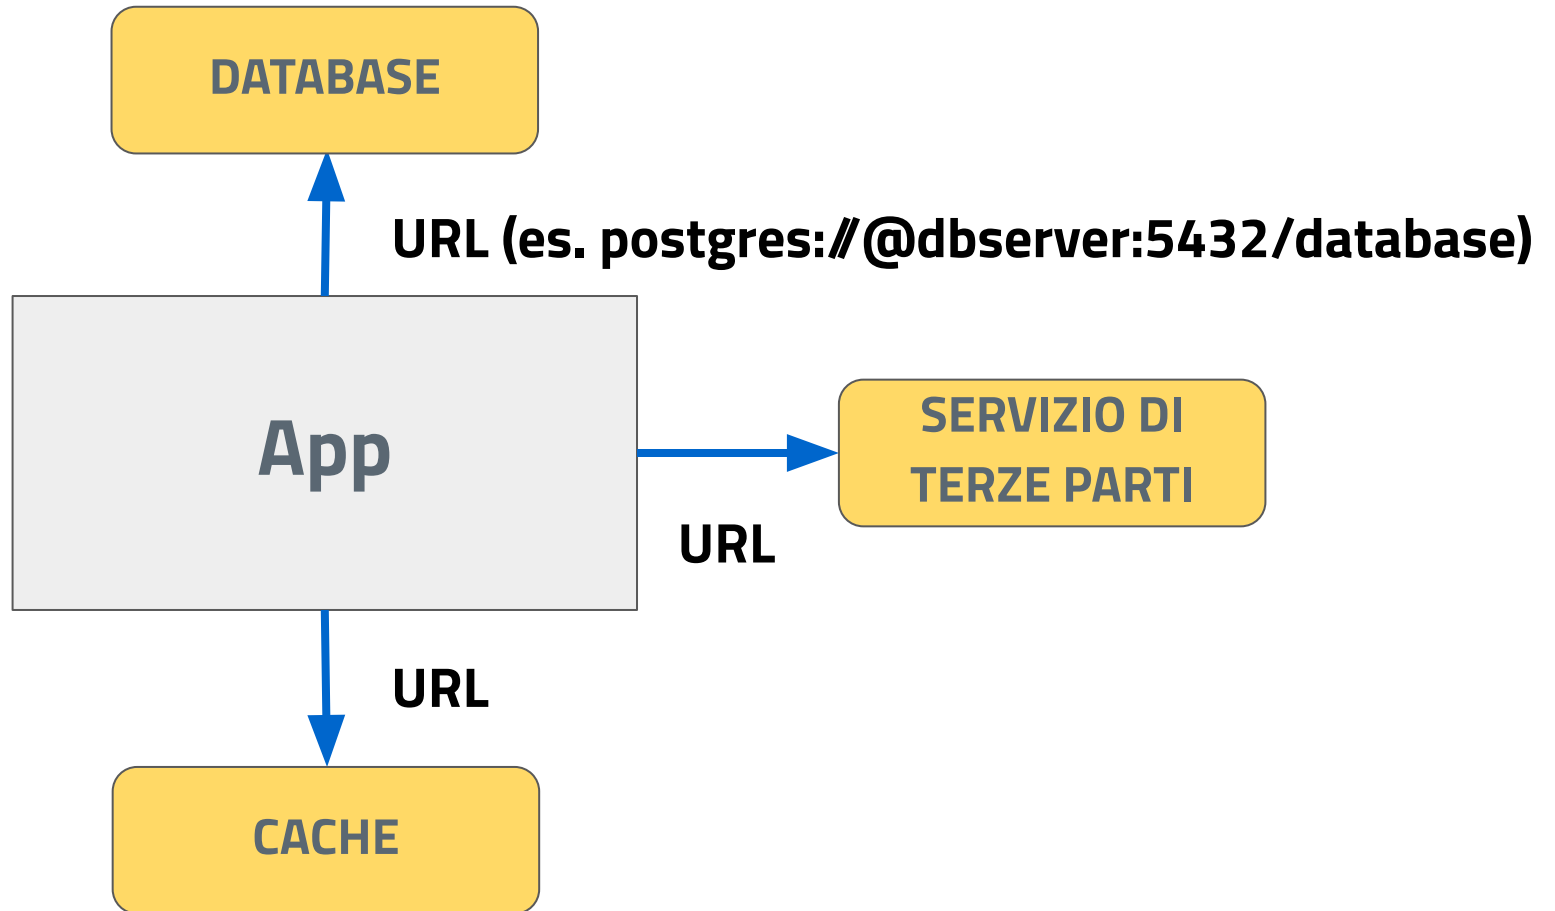 DATABASE
URL (es. postgres://@dbserver:5432/database)
App
SERVIZIO DI
TERZE PARTI
URL
URL
CACHE